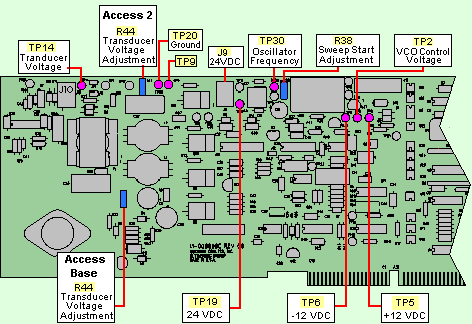 Access 2
R44
Transducer
Voltage
Adjustment
TP14
Tranducer
Voltage
TP20
Ground
TP9
J9
24VDC
TP30
Oscillator
Frequency
R38
Sweep Start
Adjustment
TP2
VCO Control
Voltage
J10
Access
Base
R44
Transducer
Voltage
Adjustment
TP19
24 VDC
TP6
-12 VDC
TP5
+12 VDC